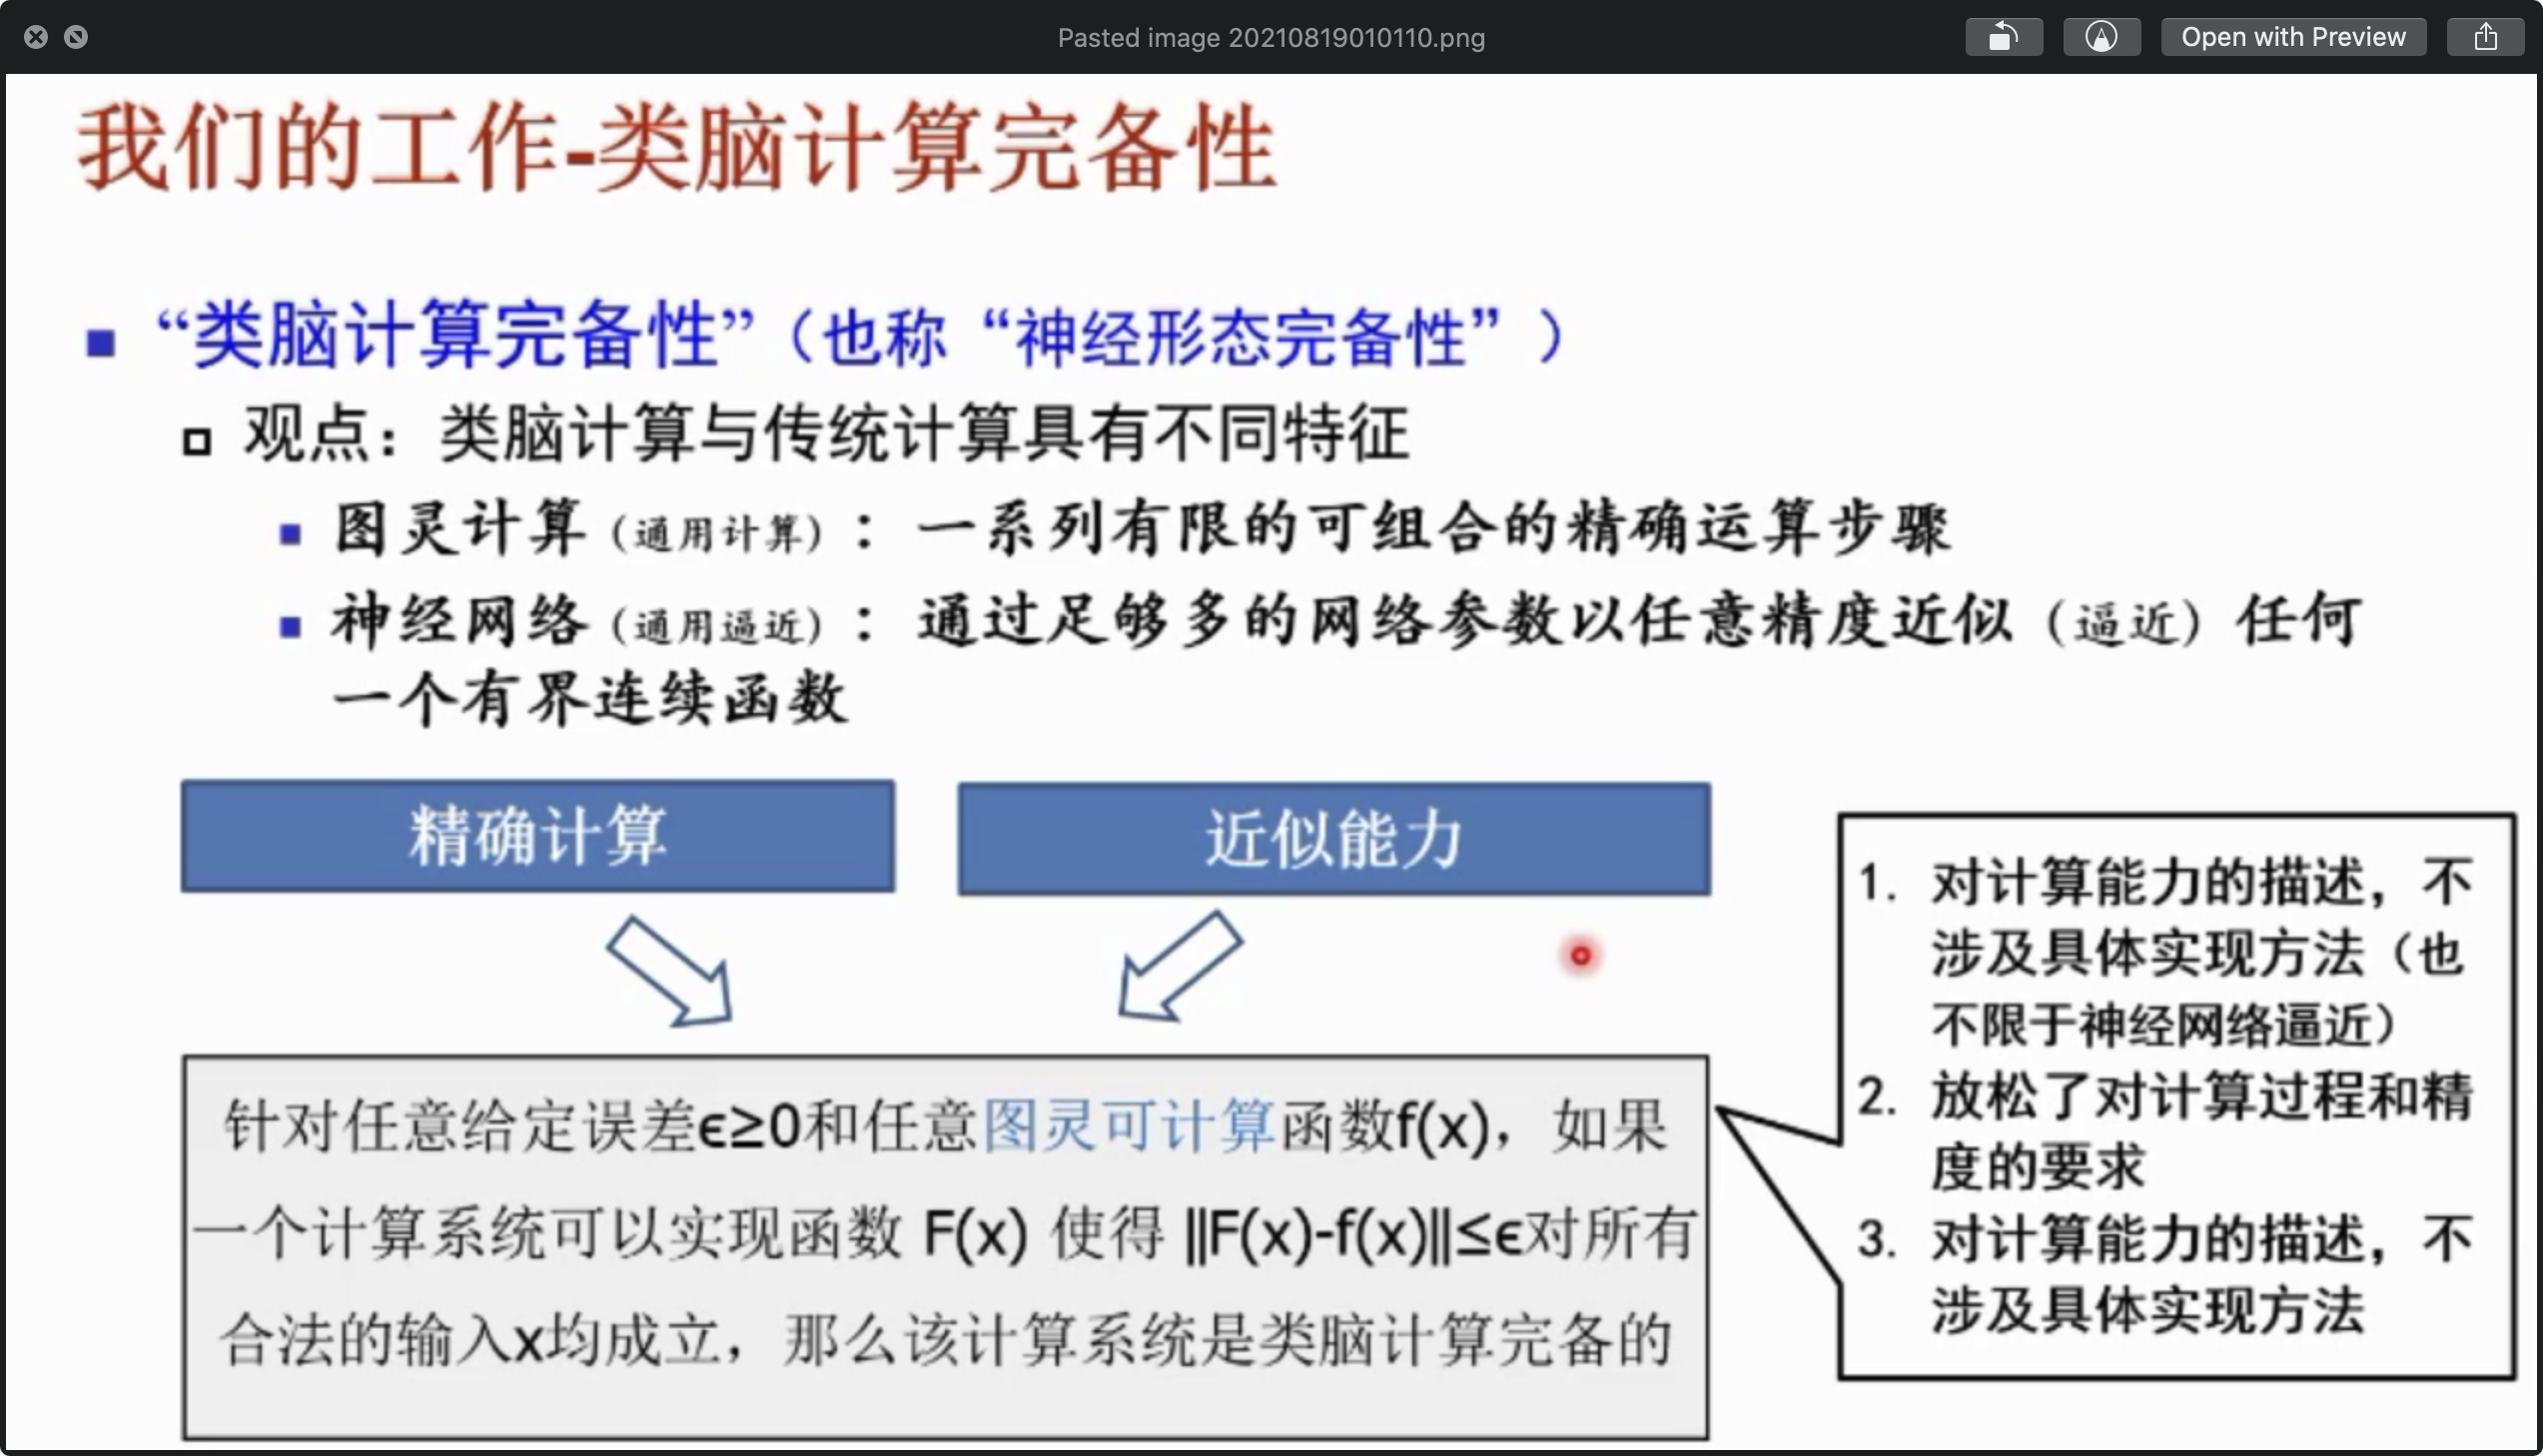 Pasted image 20210819010110.png
Open with Preview
我们的工作-类脑计算完备性
“类脑计算完备性”（也称“神经形态完备性”）
观点：类脑计算与传统计算具有不同特征
图灵计算（通用计算）：一系列有限的可组合的精确运算步骤
神经网络（通用逼近）：通过足够多的网络参数以任意精度近似（逼近）任何
一个有界连续函数
精确计算
近似能力
针对任意给定误差ϵ≥0和任意图灵可计算函数f(x)，如果
一个计算系统可以实现函数 F(x) 使得 ‖F(x)-f(x)‖≤ϵ对所有
合法的输入x均成立，那么该计算系统是类脑计算完备的
1. 对计算能力的描述，不
涉及具体实现方法（也
不限于神经网络逼近）
2. 放松了对计算过程和精
度的要求
3. 对计算能力的描述，不
涉及具体实现方法